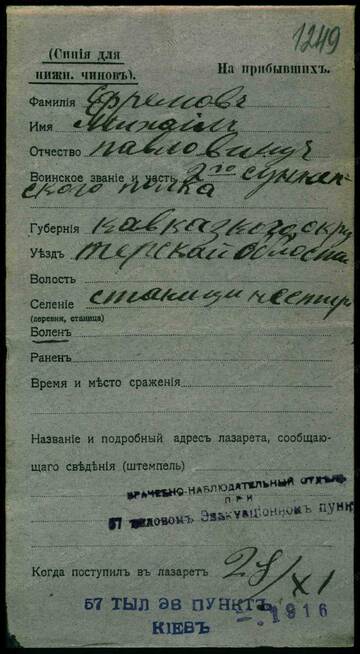 1249
(Синія для
нижн. чиновъ).
На прибывшихъ.
Фамилія Ефремовъ
Имя Михаилъ
Отчество Павловичъ
Воинское званіе и часть 2го Сунжен-
ского полка
Губернія Кавказкого окру
Уѣздъ Терской области
Волость
Селеніе станици нестир
(деревня, станица)
Боленъ
Раненъ
Время и мѣсто сраженія
Названіе и подробный адресъ лазарета, сообщаю-
щаго свѣдѣнія (штемпель)
ВРАЧЕБНО-НАБЛЮДАТЕЛЬНЫЙ ОТДѢЛЪ
ПРИ
57 тыловомъ Эвакуаціонномъ пунк
Когда поступилъ въ лазаретъ 28/XI
57 ТЫЛ ЭВ ПУНКТЪ
КІЕВЪ
1916